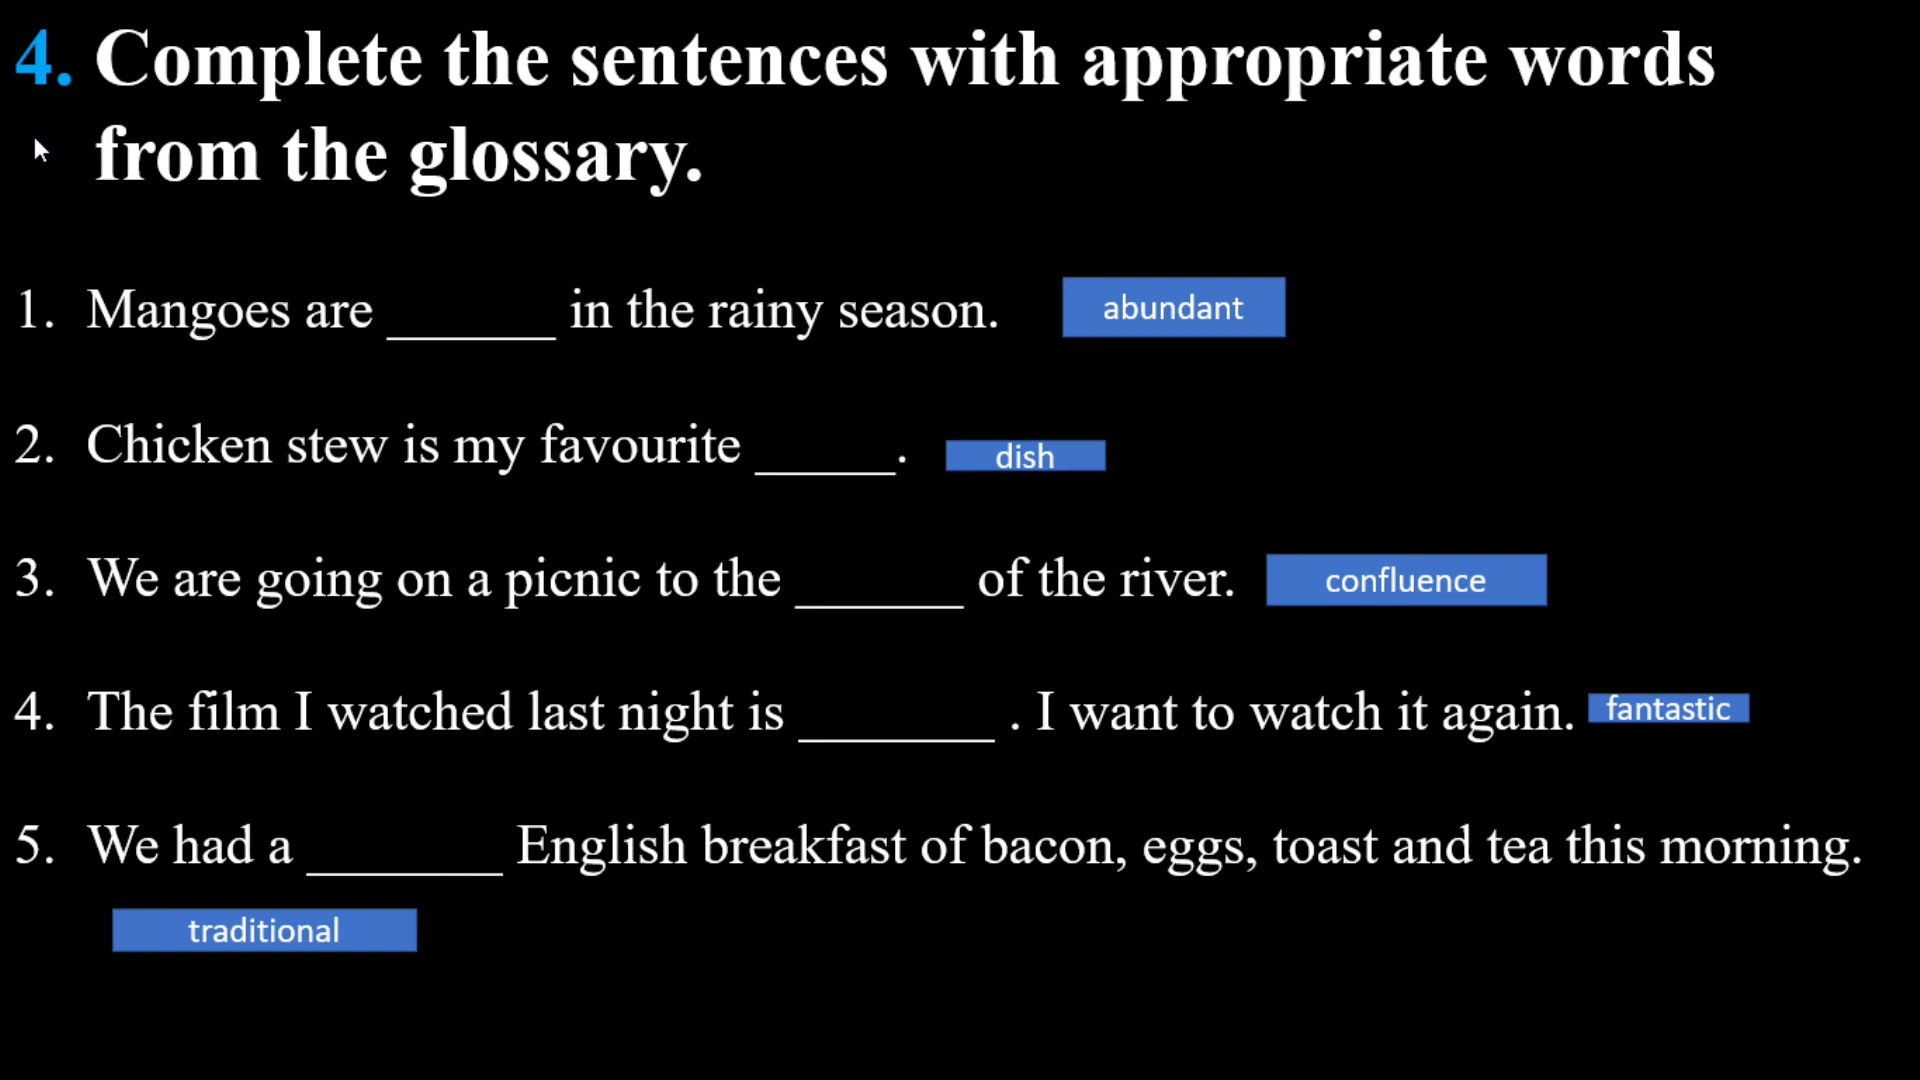 4. Complete the sentences with appropriate words
from the glossary.
1. Mangoes are ______ in the rainy season. abundant
2. Chicken stew is my favourite _____. dish
3. We are going on a picnic to the ______ of the river. confluence
4. The film I watched last night is _______ . I want to watch it again. fantastic
5. We had a _______ English breakfast of bacon, eggs, toast and tea this morning.
traditional